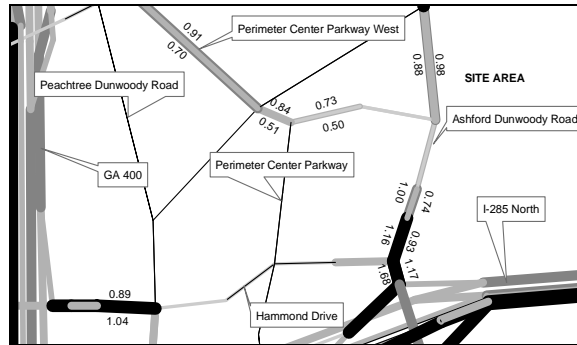 0.91
Perimeter Center Parkway West
0.70
0.98
0.88
SITE AREA
Peachtree Dunwoody Road
0.84
0.73
0.51
0.50
Ashford Dunwoody Road
GA 400
Perimeter Center Parkway
1.00
0.74
I-285 North
1.16
0.93
1.68
1.17
0.89
1.04
Hammond Drive